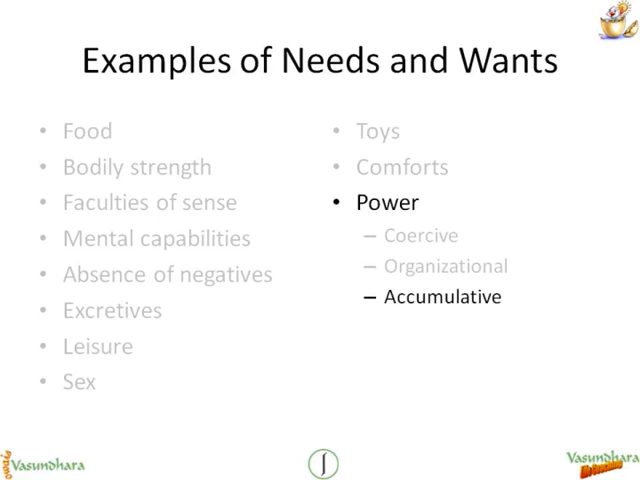 Examples of Needs and Wants
• Food
• Bodily strength
• Faculties of sense
• Mental capabilities
• Absence of negatives
• Excretives
• Leisure
• Sex
• Toys
• Comforts
• Power
– Coercive
– Organizational
– Accumulative
Vasundhara
Vasundhara